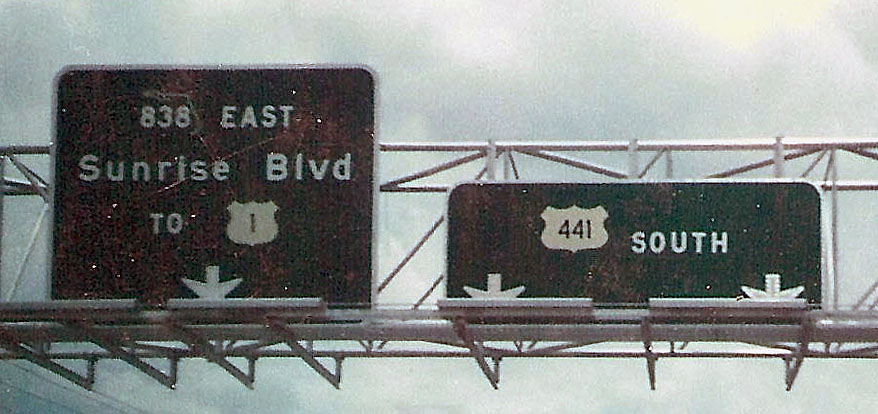 838 EAST
Sunrise Blvd
TO 1
441 SOUTH